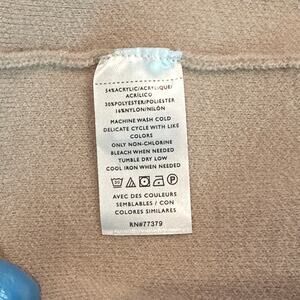 54%ACRYLIC/ACRYLIQUE/
ACRÍLICO
30%POLYESTER/POLIÉSTER
16%NYLON/NILÓN
MACHINE WASH COLD
DELICATE CYCLE WITH LIKE
COLORS
ONLY NON-CHLORINE
BLEACH WHEN NEEDED
TUMBLE DRY LOW
COOL IRON WHEN NEEDED
AVEC DES COULEURS
SEMBLABLES / CON
COLORES SIMILARES
RN#77379